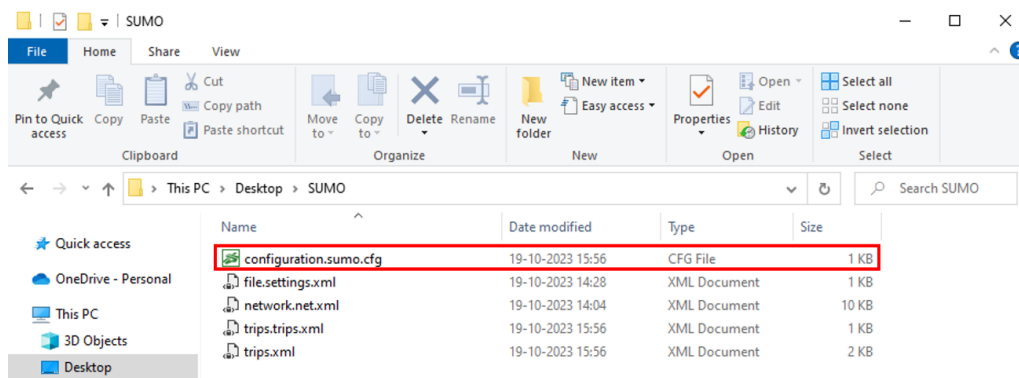 SUMO
File Home Share View
Pin to Quick access
Copy
Paste
Cut
Copy path
Paste shortcut
Move to
Copy to
Delete
Rename
New folder
New item
Easy access
Properties
Open
Edit
History
Select all
Select none
Invert selection
Clipboard Organize New Open Select
This PC > Desktop > SUMO
Search SUMO
Name Date modified Type Size
Quick access
OneDrive - Personal
This PC
3D Objects
Desktop
configuration.sumo.cfg 19-10-2023 15:56 CFG File 1 KB
file.settings.xml 19-10-2023 14:28 XML Document 1 KB
network.net.xml 19-10-2023 14:04 XML Document 10 KB
trips.trips.xml 19-10-2023 15:56 XML Document 1 KB
trips.xml 19-10-2023 15:56 XML Document 2 KB